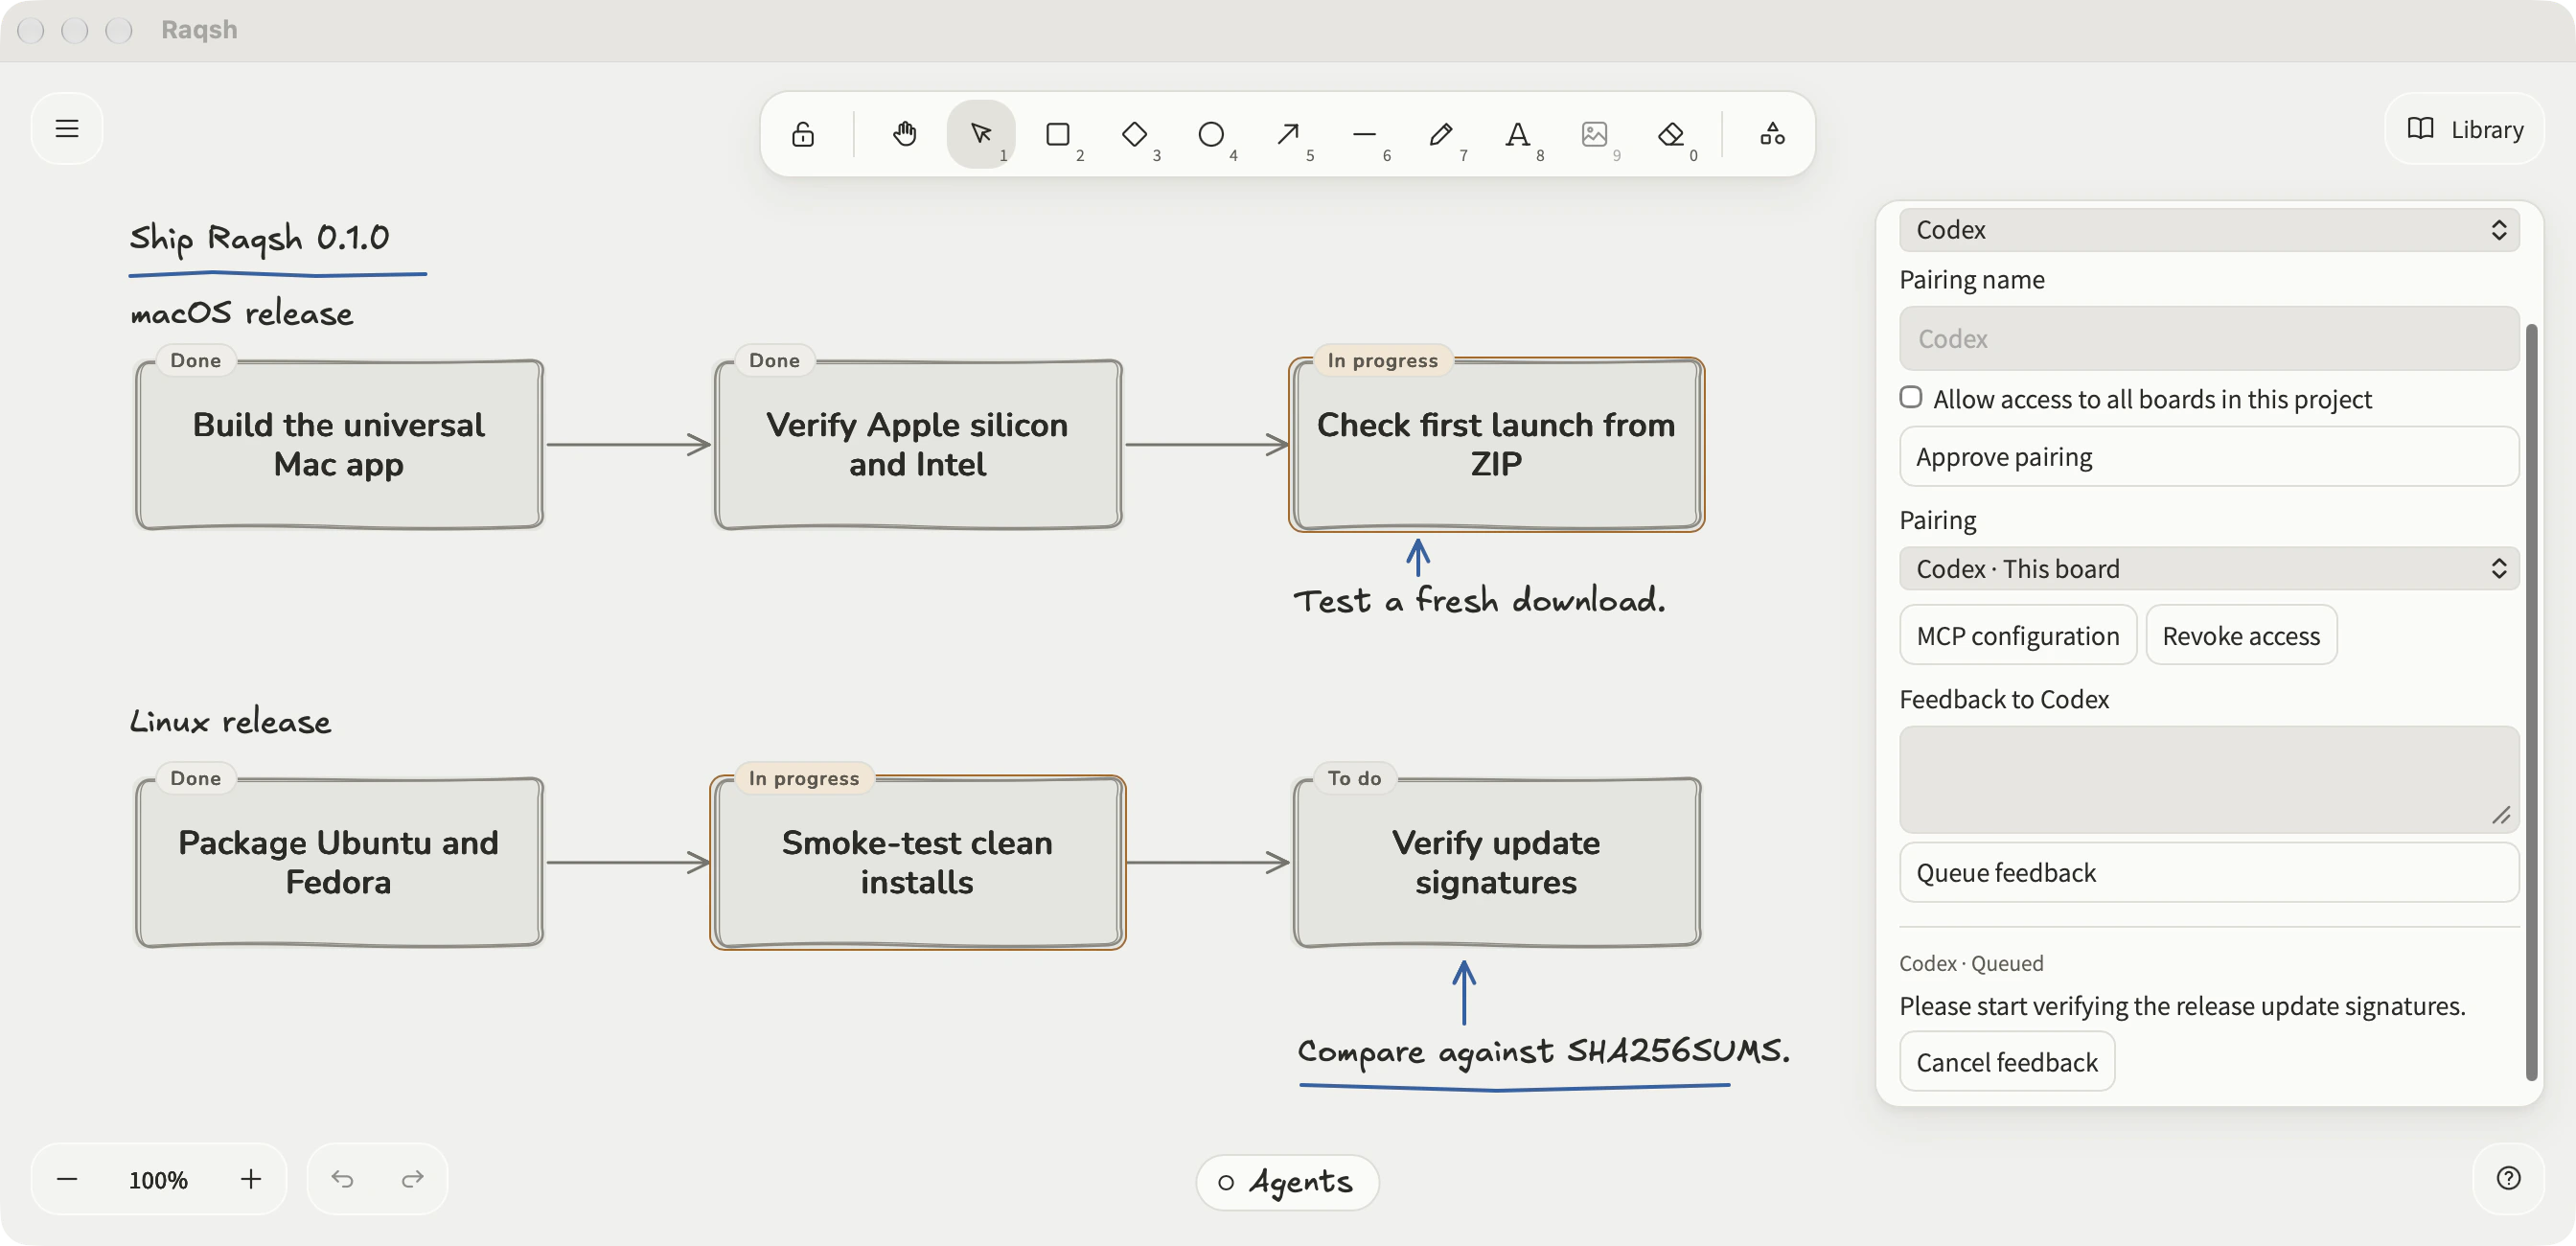 Raqsh
1
2
3
4
5
6
7
8
9
0
Library
Ship Raqsh 0.1.0
macOS release
Done
Build the universal
Mac app
Done
Verify Apple silicon
and Intel
In progress
Check first launch from
ZIP
Test a fresh download.
Linux release
Done
Package Ubuntu and
Fedora
In progress
Smoke-test clean
installs
To do
Verify update
signatures
Compare against SHA256SUMS.
Codex
Pairing name
Codex
Allow access to all boards in this project
Approve pairing
Pairing
Codex · This board
MCP configuration
Revoke access
Feedback to Codex
Queue feedback
Codex · Queued
Please start verifying the release update signatures.
Cancel feedback
100%
Agents